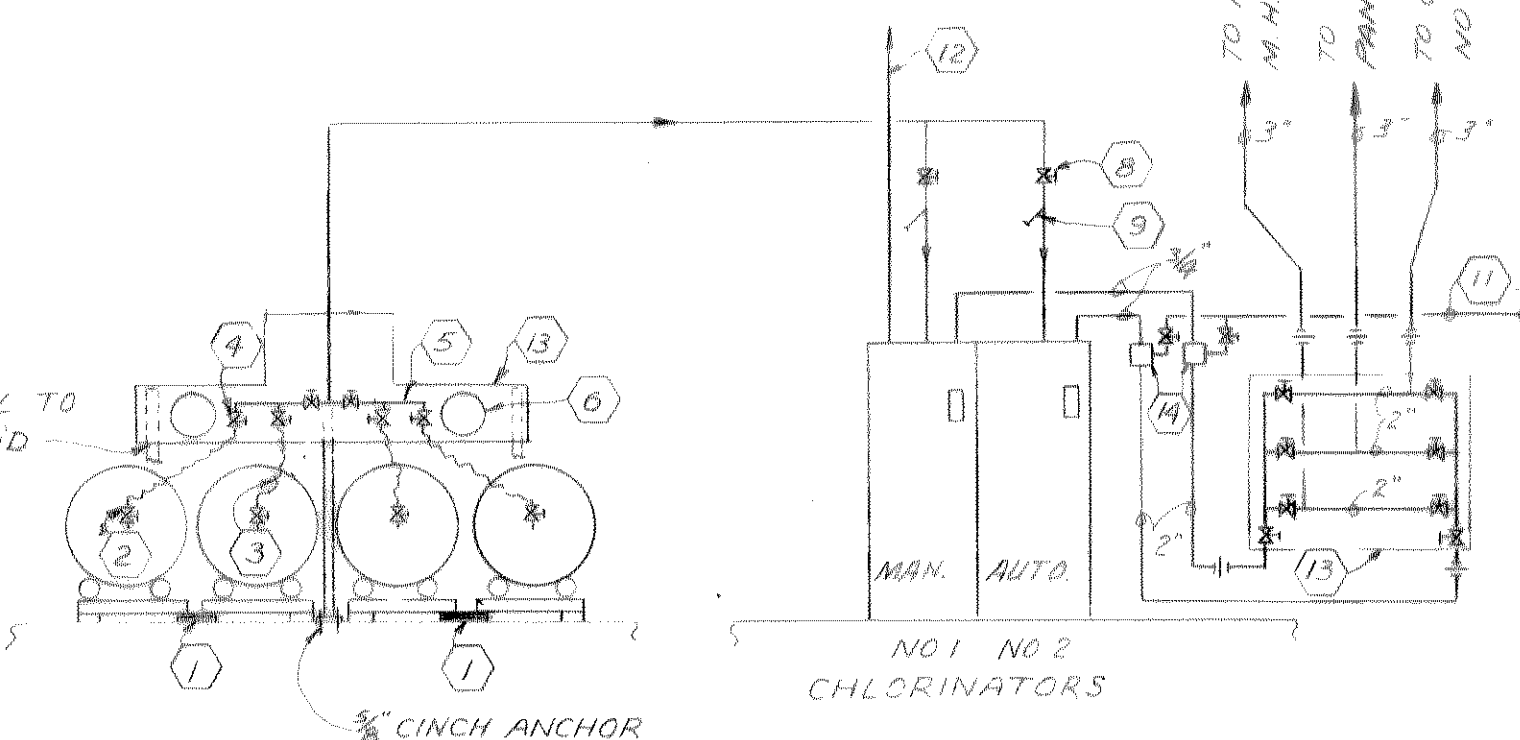 TO
M.H.
TO
TO
NO
12
3"
3"
3"
8
9
3/4"
11
4
5
13
6
TO
14
2"
2"
2"
2
3
MAN.
AUTO.
13
1
1
NO 1 NO 2
CHLORINATORS
5/8" CINCH ANCHOR